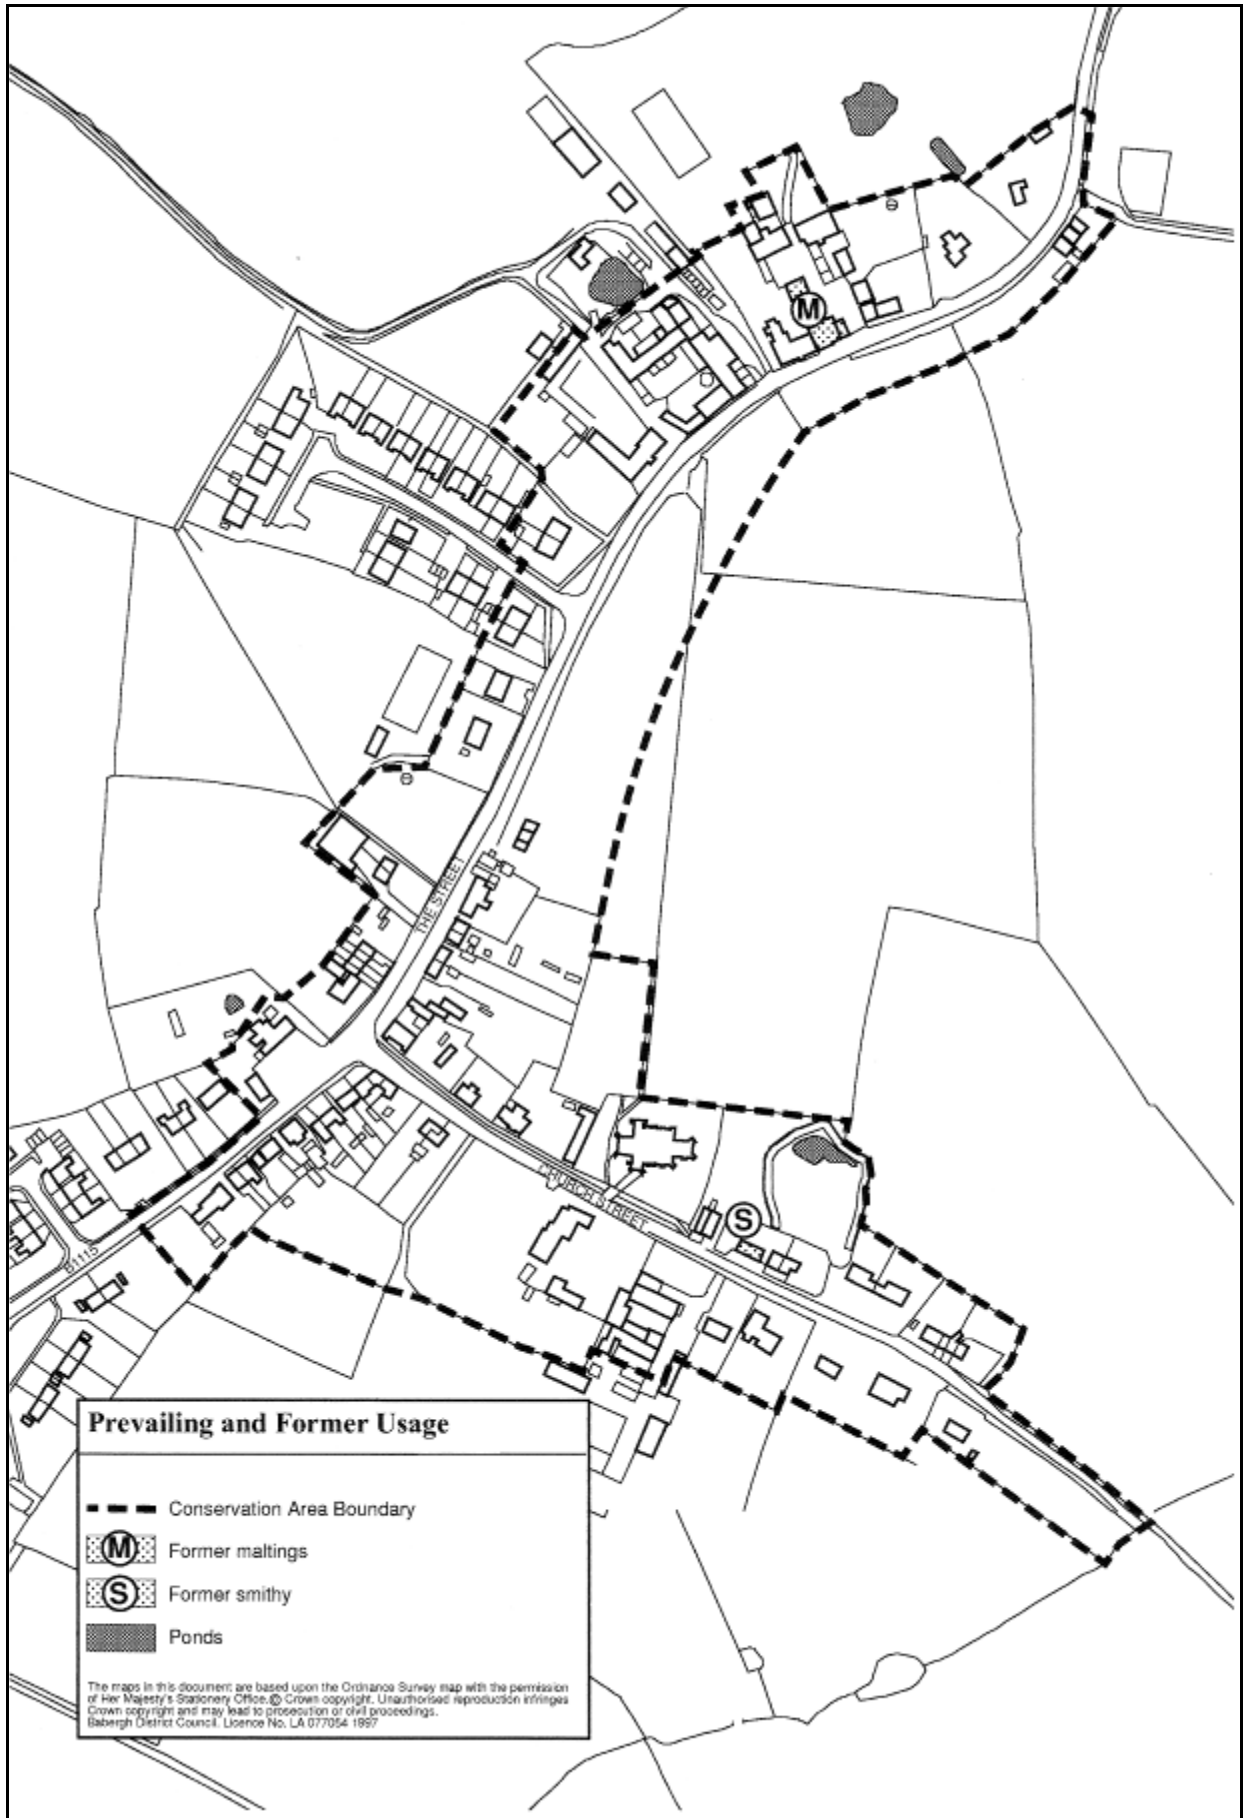 M
THE STREET
CHURCH STREET
S
B1115
Prevailing and Former Usage
Conservation Area Boundary
M Former maltings
S Former smithy
Ponds
The maps in this document are based upon the Ordnance Survey map with the permission
of Her Majesty's Stationery Office.© Crown copyright. Unauthorised reproduction infringes
Crown copyright and may lead to prosecution or civil proceedings.
Babergh District Council. Licence No. LA 077054 1997